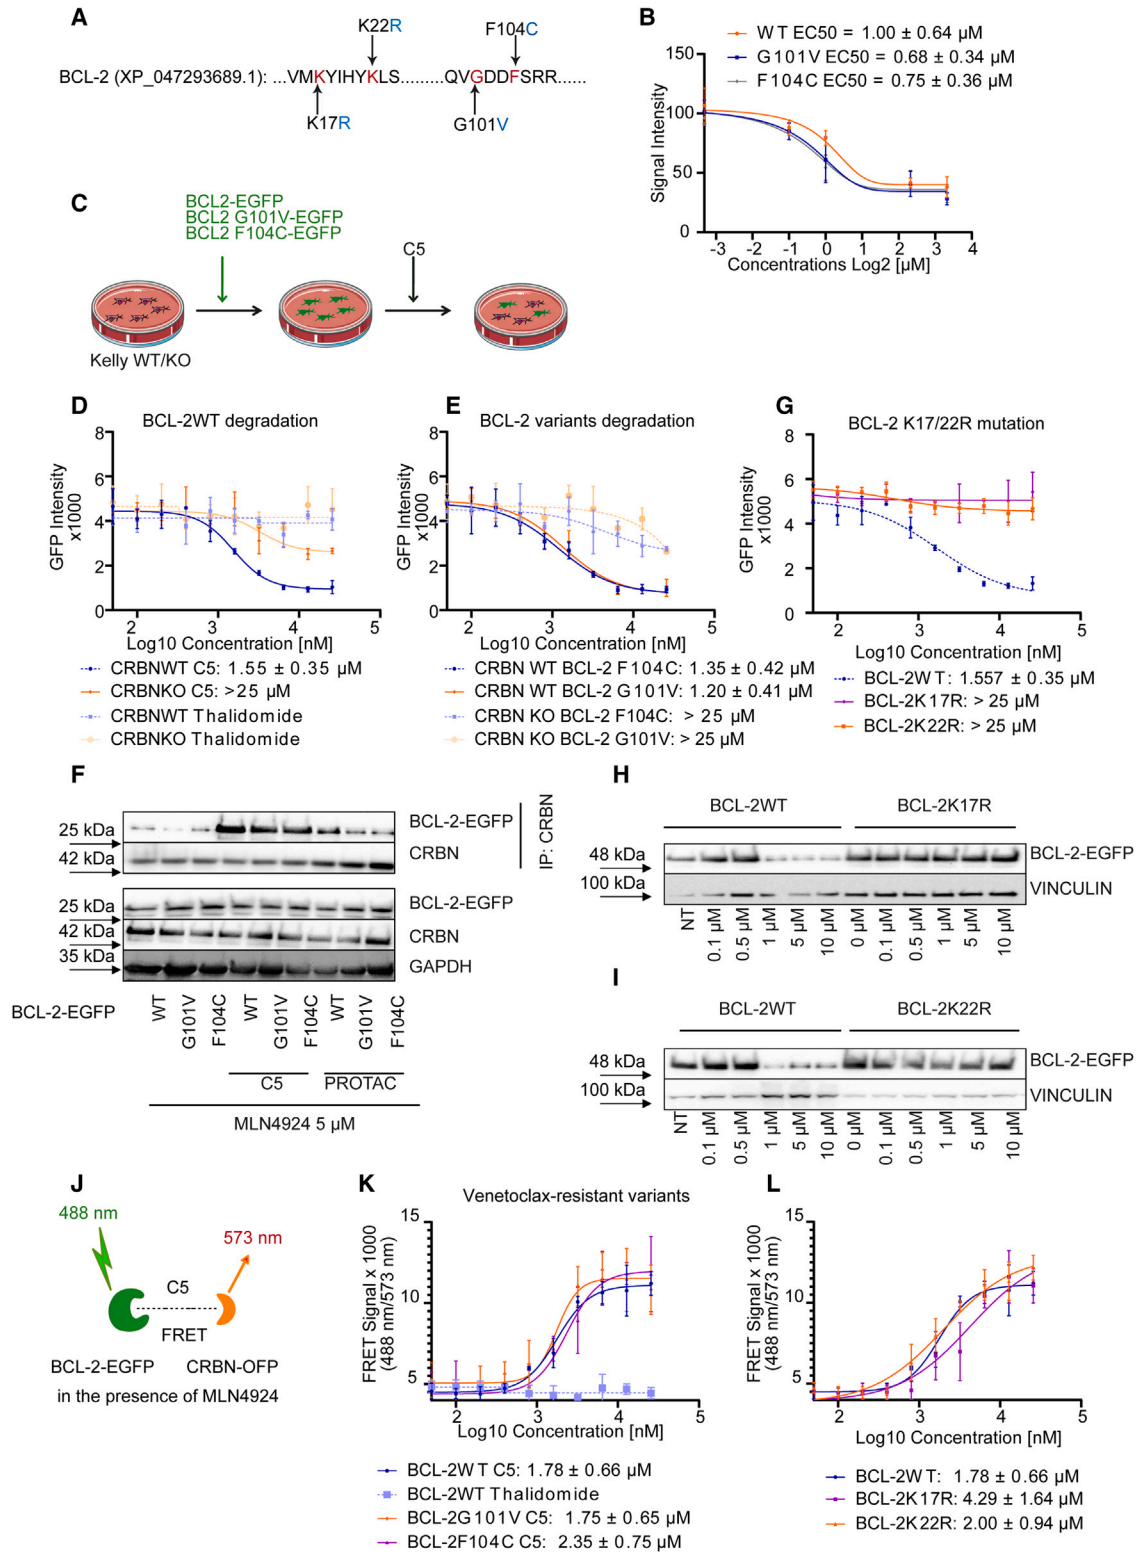 A
K22R
F104C
BCL-2 (XP_047293689.1): ...VMKYIHYKLS.........QVGDDFSRR......
K17R
G101V
B
WT EC50 = 1.00 ± 0.64 µM
G101V EC50 = 0.68 ± 0.34 µM
F104C EC50 = 0.75 ± 0.36 µM
150
100
50
0
Signal Intensity
-3 -2 -1 0 1 2 3 4
Concentrations Log2 [µM]
C
BCL2-EGFP
BCL2 G101V-EGFP
BCL2 F104C-EGFP
C5
Kelly WT/KO
D
BCL-2WT degradation
8
6
4
2
0
GFP Intensity
x1000
2 3 4 5
Log10 Concentration [nM]
CRBNWT C5: 1.55 ± 0.35 µM
CRBNKO C5: >25 µM
CRBNWT Thalidomide
CRBNKO Thalidomide
E
BCL-2 variants degradation
8
6
4
2
0
GFP Intensity
x1000
2 3 4 5
Log10 Concentration [nM]
CRBN WT BCL-2 F104C: 1.35 ± 0.42 µM
CRBN WT BCL-2 G101V: 1.20 ± 0.41 µM
CRBN KO BCL-2 F104C: > 25 µM
CRBN KO BCL-2 G101V: > 25 µM
G
BCL-2 K17/22R mutation
8
6
4
2
0
GFP Intensity
x1000
2 3 4 5
Log10 Concentration [nM]
BCL-2WT: 1.557 ± 0.35 µM
BCL-2K17R: > 25 µM
BCL-2K22R: > 25 µM
F
25 kDa
BCL-2-EGFP
42 kDa
CRBN
IP: CRBN
25 kDa
BCL-2-EGFP
42 kDa
CRBN
35 kDa
GAPDH
BCL-2-EGFP
WT G101V F104C WT G101V F104C WT G101V F104C
C5 PROTAC
MLN4924 5 µM
H
BCL-2WT BCL-2K17R
48 kDa
BCL-2-EGFP
100 kDa
VINCULIN
NT 0.1 µM 0.5 µM 1 µM 5 µM 10 µM 0 µM 0.1 µM 0.5 µM 1 µM 5 µM 10 µM
I
BCL-2WT BCL-2K22R
48 kDa
BCL-2-EGFP
100 kDa
VINCULIN
NT 0.1 µM 0.5 µM 1 µM 5 µM 10 µM 0 µM 0.1 µM 0.5 µM 1 µM 5 µM 10 µM
J
488 nm
573 nm
C5
FRET
BCL-2-EGFP CRBN-OFP
in the presence of MLN4924
K
Venetoclax-resistant variants
15
10
5
FRET Signal x 1000
(488 nm/573 nm)
2 3 4 5
Log10 Concentration [nM]
BCL-2WT C5: 1.78 ± 0.66 µM
BCL-2WT Thalidomide
BCL-2G101V C5: 1.75 ± 0.65 µM
BCL-2F104C C5: 2.35 ± 0.75 µM
L
15
10
5
FRET Signal x 1000
(488 nm/573 nm)
2 3 4 5
Log10 Concentration [nM]
BCL-2WT: 1.78 ± 0.66 µM
BCL-2K17R: 4.29 ± 1.64 µM
BCL-2K22R: 2.00 ± 0.94 µM